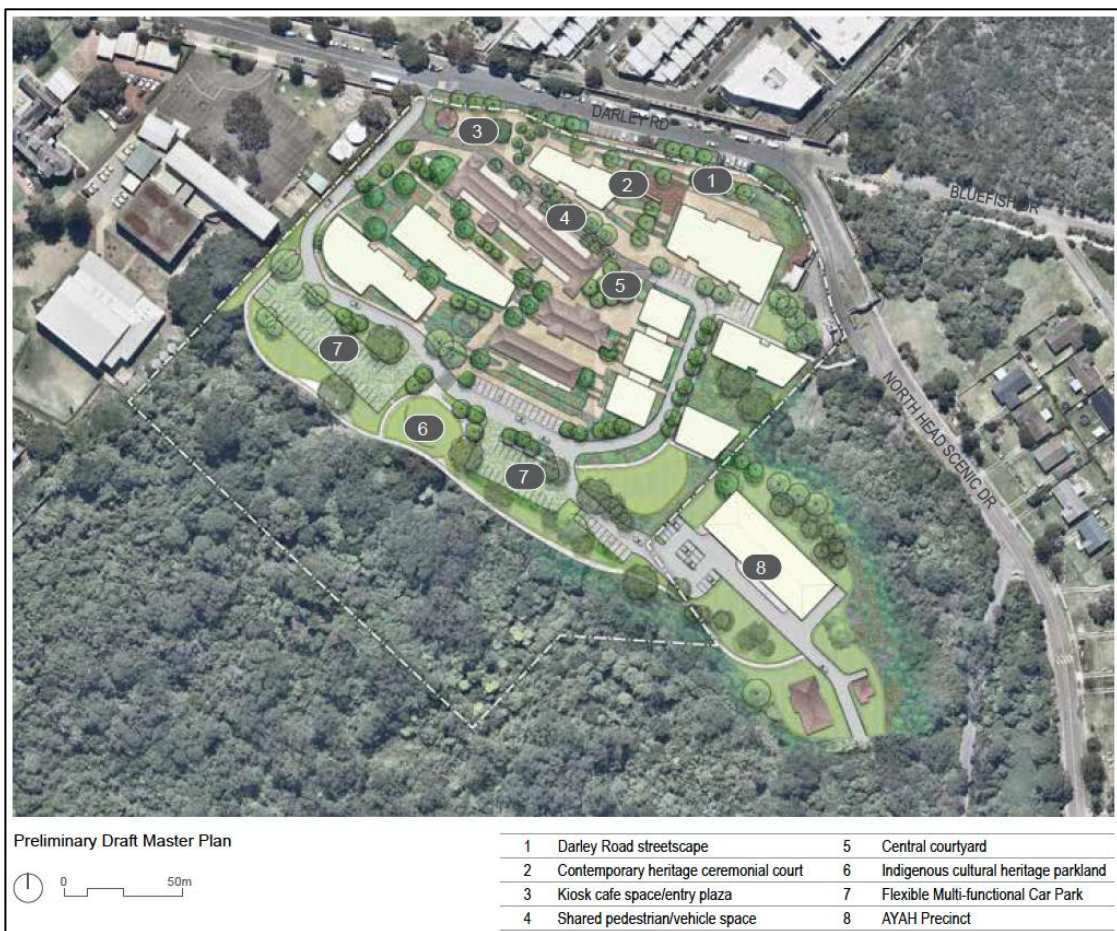 3
DARLEY RD
2
1
BLUEFISH DR
4
5
7
6
NORTH HEAD SCENIC DR
7
8
Preliminary Draft Master Plan
0 50m
1 Darley Road streetscape
2 Contemporary heritage ceremonial court
3 Kiosk cafe space/entry plaza
4 Shared pedestrian/vehicle space
5 Central courtyard
6 Indigenous cultural heritage parkland
7 Flexible Multi-functional Car Park
8 AYAH Precinct